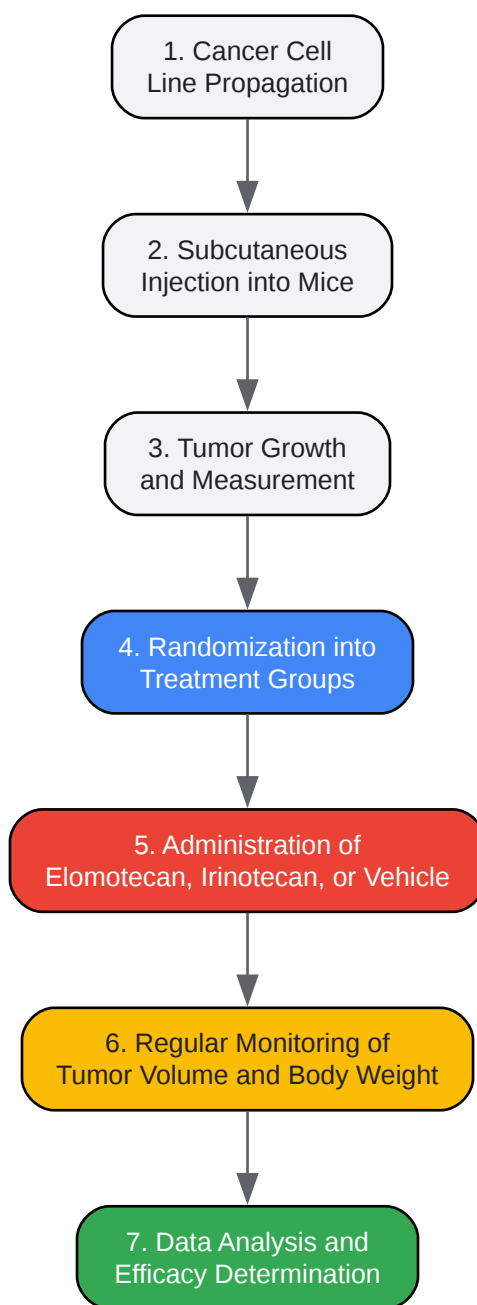 1. Cancer Cell
Line Propagation
2. Subcutaneous
Injection into Mice
3. Tumor Growth
and Measurement
4. Randomization into
Treatment Groups
5. Administration of
Elomotecan, Irinotecan, or Vehicle
6. Regular Monitoring of
Tumor Volume and Body Weight
7. Data Analysis and
Efficacy Determination